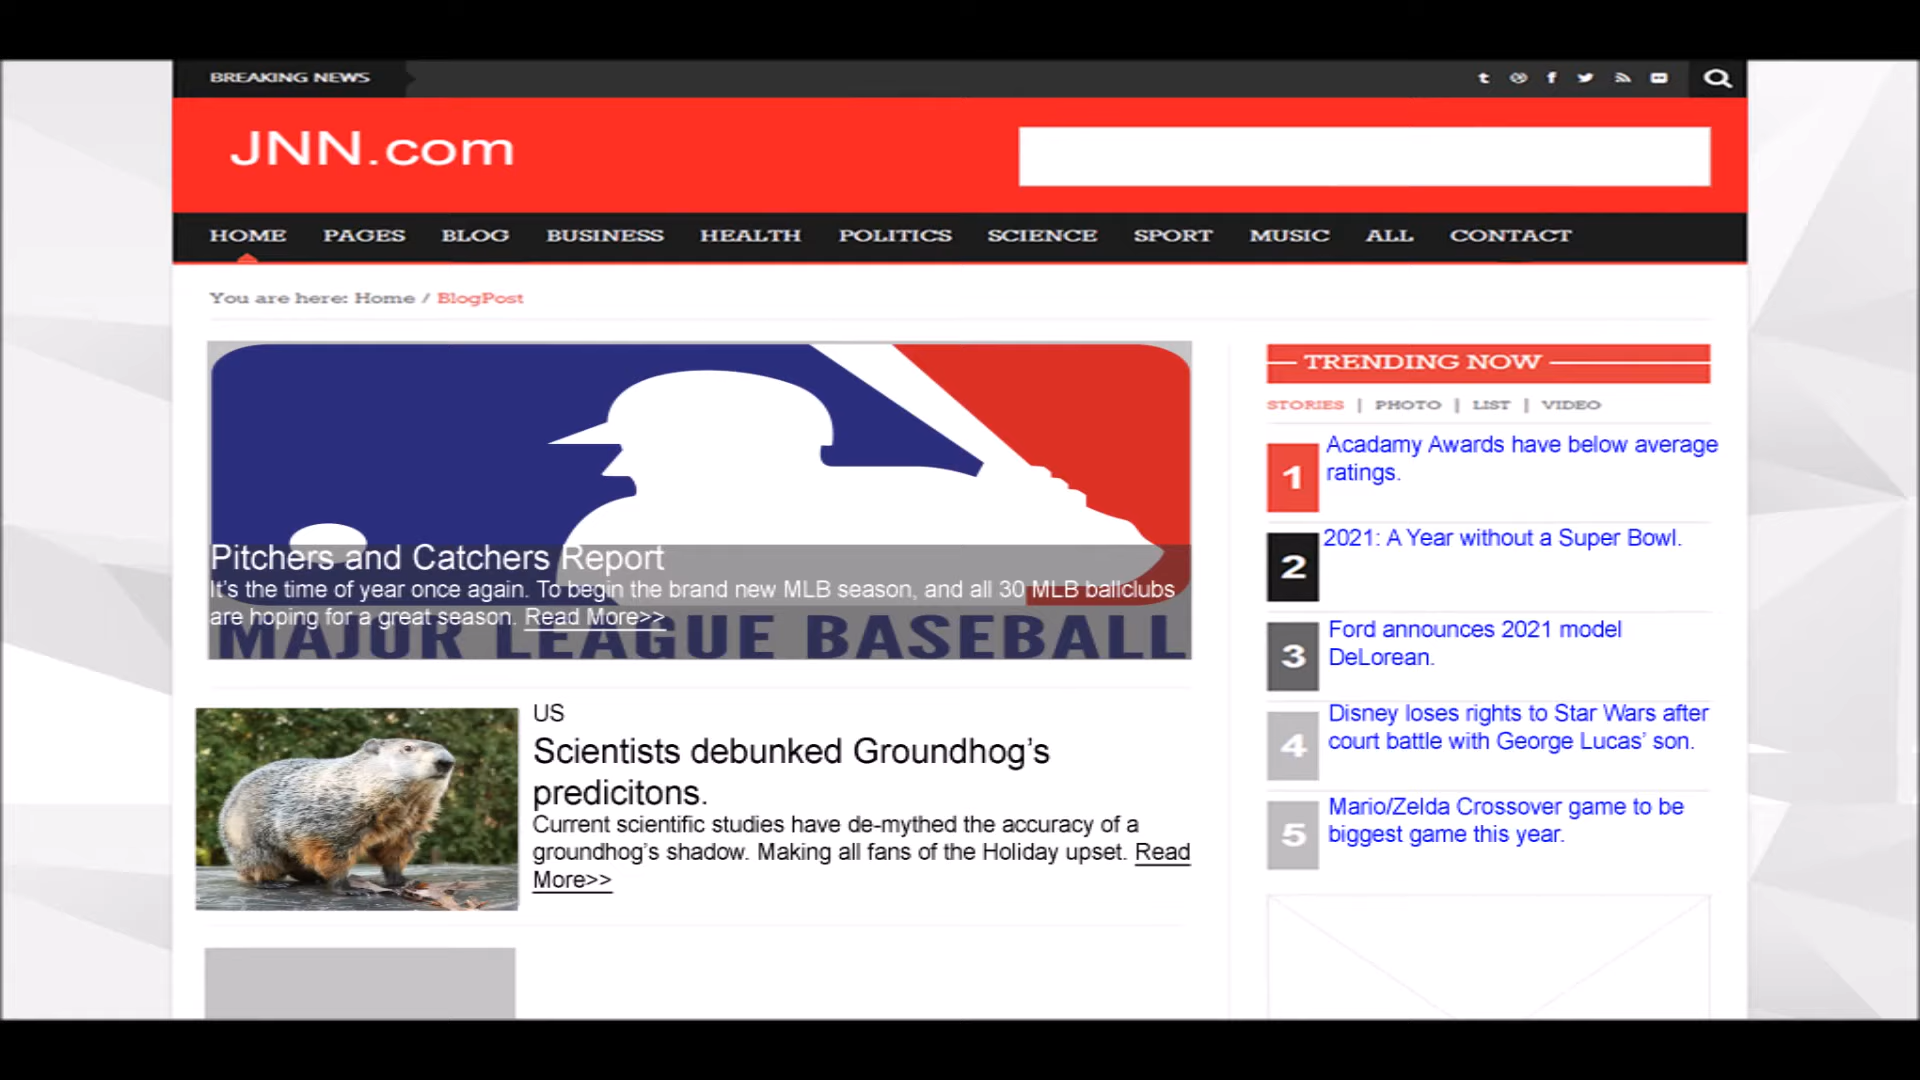 BREAKING NEWS
JNN.com
HOME PAGES BLOG BUSINESS HEALTH POLITICS SCIENCE SPORT MUSIC ALL CONTACT
You are here: Home / BlogPost
Pitchers and Catchers Report
It's the time of year once again. To begin the brand new MLB season, and all 30 MLB ballclubs
are hoping for a great season. Read More>>
MAJOR LEAGUE BASEBALL
US
Scientists debunked Groundhog's
predicitons.
Current scientific studies have de-mythed the accuracy of a
groundhog's shadow. Making all fans of the Holiday upset. Read
More>>
TRENDING NOW
STORIES | PHOTO | LIST | VIDEO
1 Acadamy Awards have below average
ratings.
2 2021: A Year without a Super Bowl.
3 Ford announces 2021 model
DeLorean.
4 Disney loses rights to Star Wars after
court battle with George Lucas' son.
5 Mario/Zelda Crossover game to be
biggest game this year.